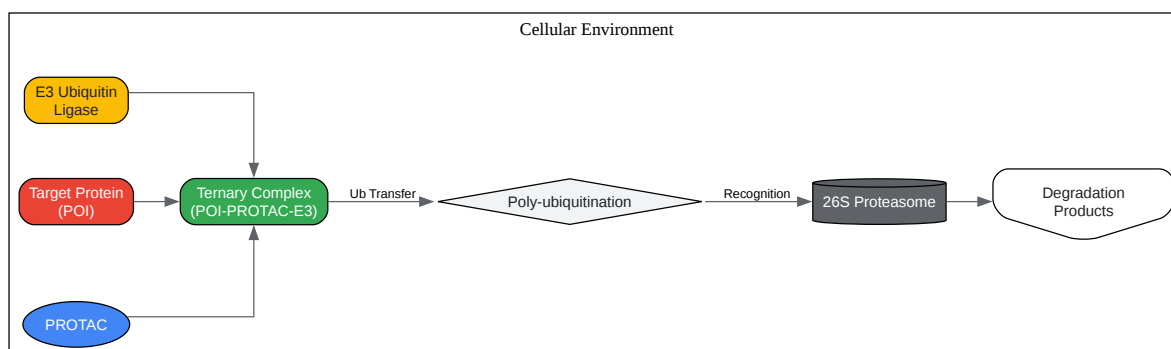 Cellular Environment
E3 Ubiquitin
Ligase
Target Protein
(POI)
Ternary Complex
(POI-PROTAC-E3)
Ub Transfer
Poly-ubiquitination
Recognition
26S Proteasome
Degradation
Products
PROTAC